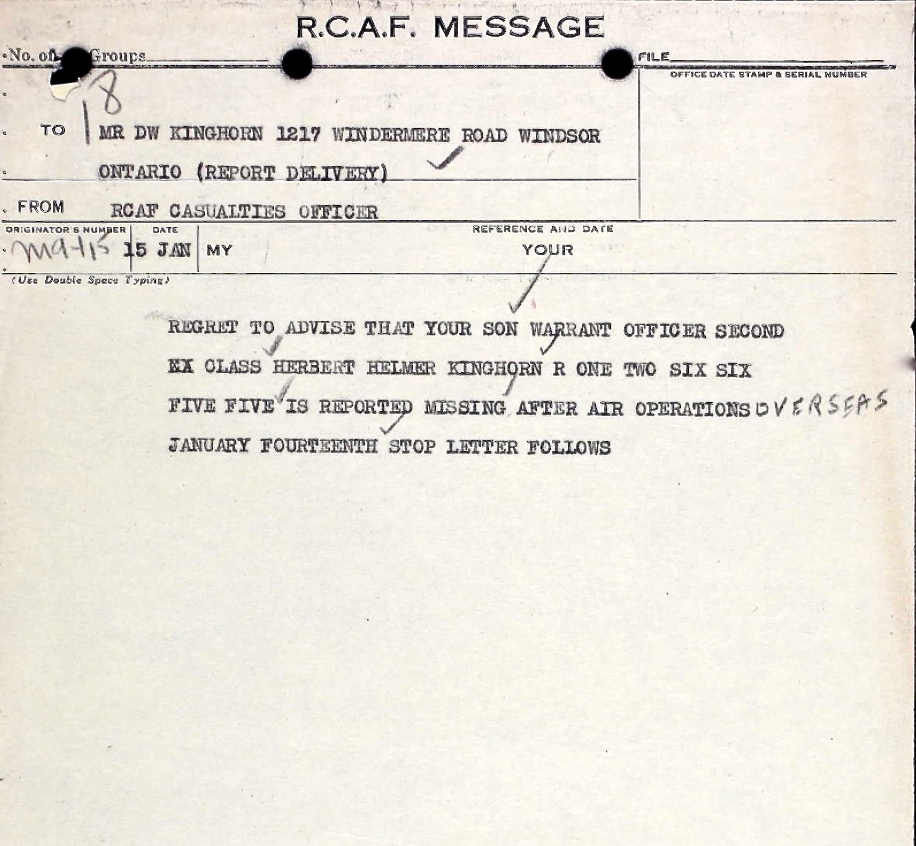 R.C.A.F. MESSAGE
No. of Groups FILE
OFFICE DATE STAMP & SERIAL NUMBER
18
TO MR DW KINGHORN 1217 WINDERMERE ROAD WINDSOR
ONTARIO (REPORT DELIVERY)
FROM RCAF CASUALTIES OFFICER
ORIGINATOR'S NUMBER DATE REFERENCE AND DATE
15 JAN MY YOUR
(Use Double Space Typing)
REGRET TO ADVISE THAT YOUR SON WARRANT OFFICER SECOND
CLASS HERBERT HELMER KINGHORN R ONE TWO SIX SIX
FIVE FIVE IS REPORTED MISSING AFTER AIR OPERATIONS OVERSEAS
JANUARY FOURTEENTH STOP LETTER FOLLOWS